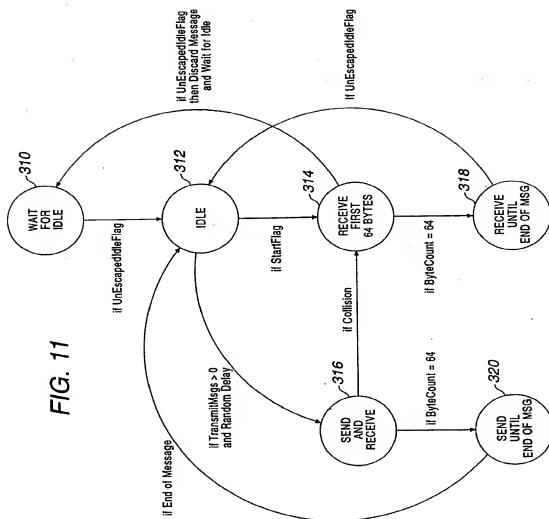 FIG. 11
310
WAIT
FOR
IDLE
if UnEscapedIdleFlag
312
IDLE
if UnEscapedIdleFlag
then Discard Message
and Wait for Idle
if StartFlag
314
RECEIVE
FIRST
64 BYTES
if UnEscapedIdleFlag
if ByteCount = 64
318
RECEIVE
UNTIL
END OF MSG
if End of Message
if TransmitMsgs > 0
and Random Delay
if Collision
316
SEND
AND
RECEIVE
if ByteCount = 64
320
SEND
UNTIL
END OF MSG